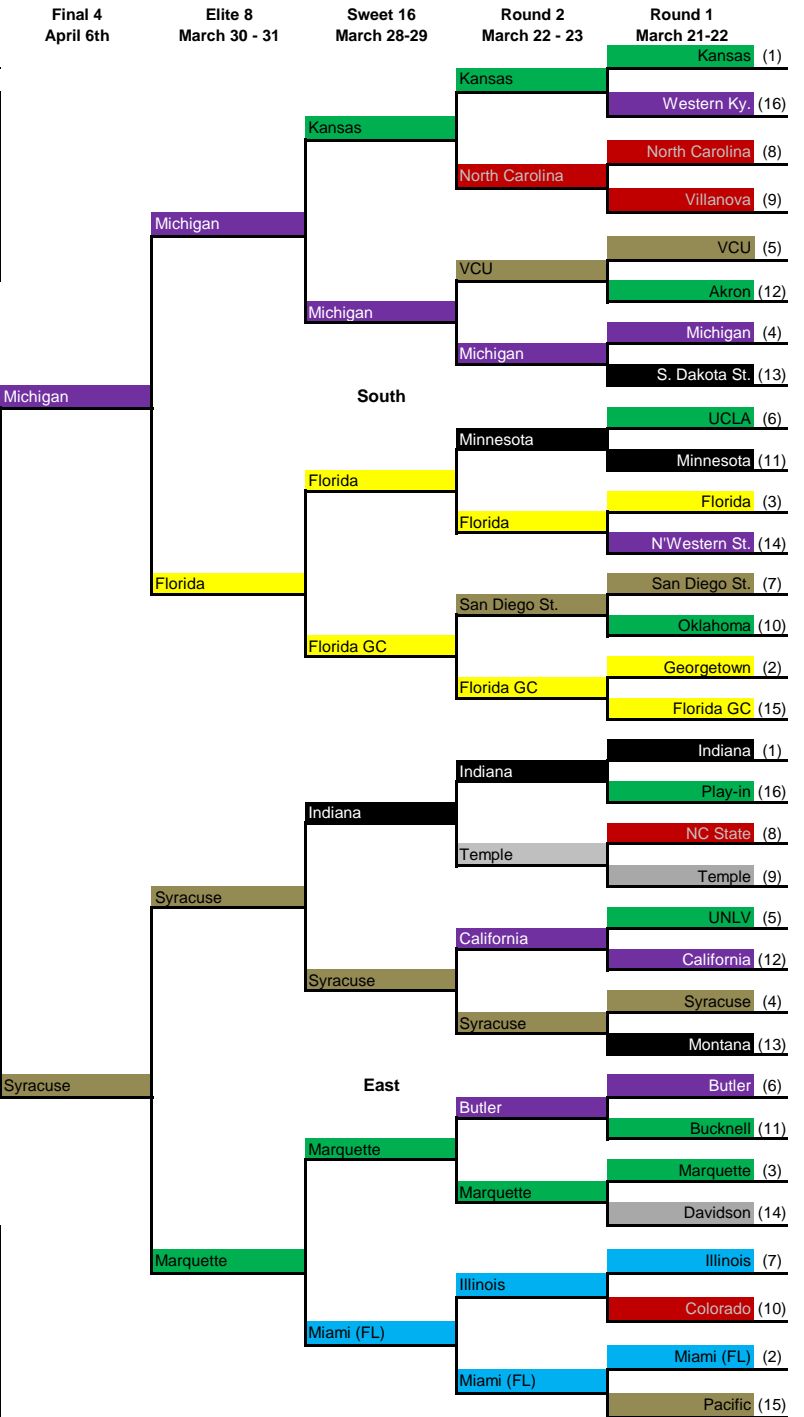 Final 4 Elite 8 Sweet 16 Round 2 Round 1
April 6th March 30 - 31 March 28-29 March 22 - 23 March 21-22
Kansas (1)
Kansas
Western Ky. (16)
Kansas
North Carolina (8)
North Carolina
Villanova (9)
Michigan
VCU (5)
VCU
Akron (12)
Michigan
Michigan (4)
Michigan
S. Dakota St. (13)
Michigan South
UCLA (6)
Minnesota
Minnesota (11)
Florida
Florida (3)
Florida
N'Western St. (14)
Florida
San Diego St. (7)
San Diego St.
Oklahoma (10)
Florida GC
Georgetown (2)
Florida GC
Florida GC (15)
Indiana (1)
Indiana
Play-in (16)
Indiana
NC State (8)
Temple
Temple (9)
Syracuse
UNLV (5)
California
California (12)
Syracuse
Syracuse (4)
Syracuse
Montana (13)
Syracuse East
Butler (6)
Butler
Bucknell (11)
Marquette
Marquette (3)
Marquette
Davidson (14)
Marquette
Illinois (7)
Illinois
Colorado (10)
Miami (FL)
Miami (FL) (2)
Miami (FL)
Pacific (15)